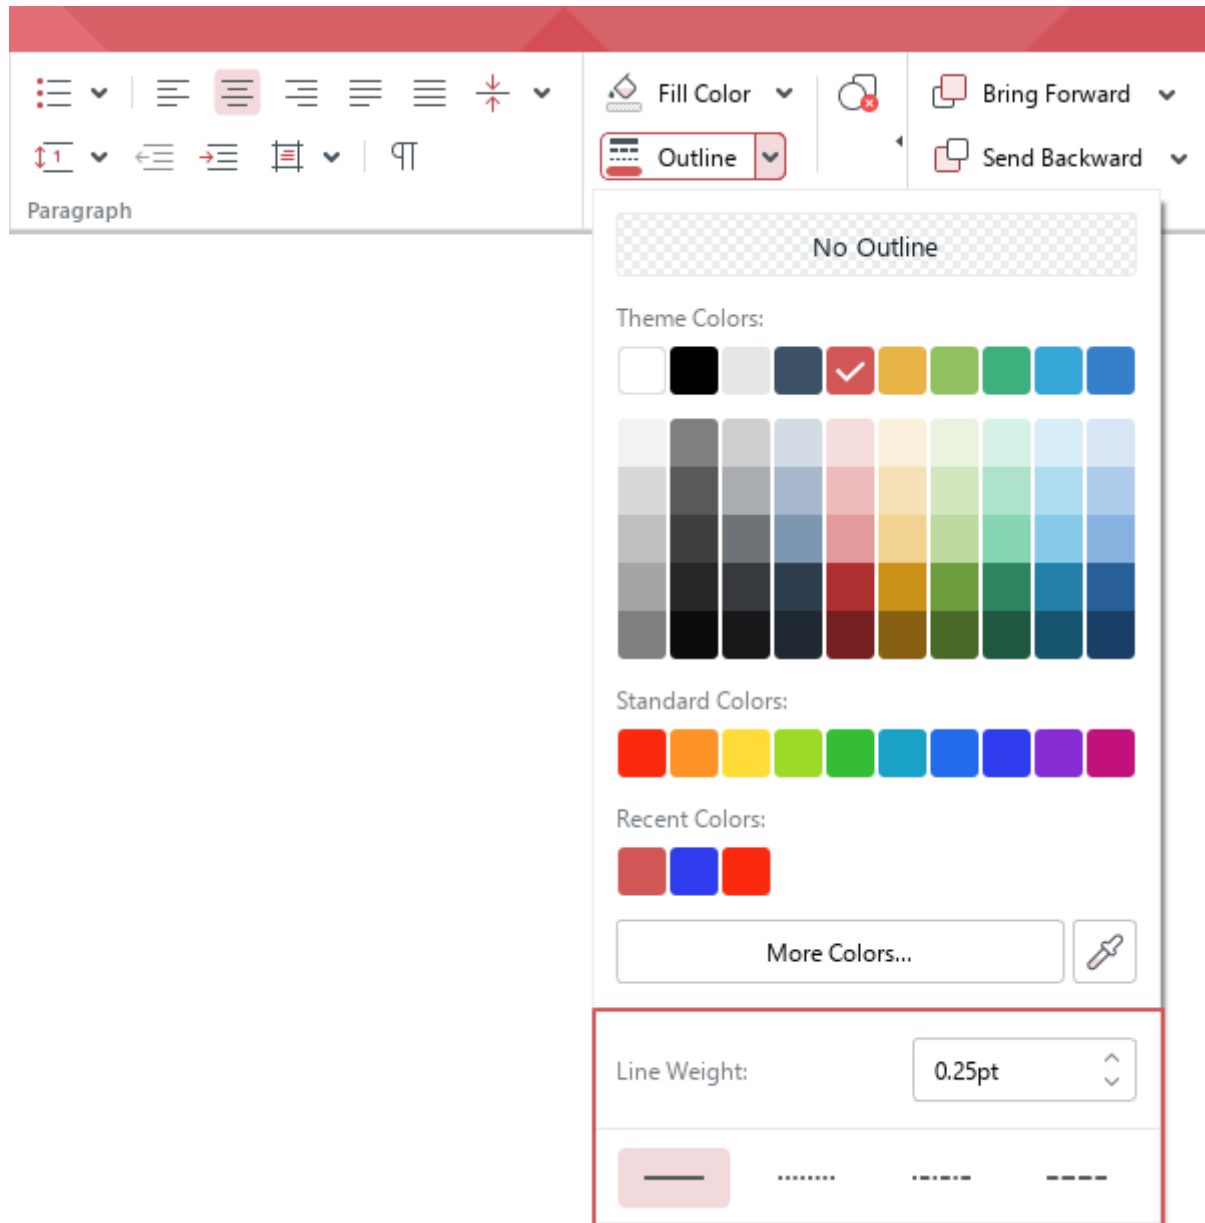 Fill Color
Bring Forward
1
Outline
Send Backward
Paragraph
No Outline
Theme Colors:
Standard Colors:
Recent Colors:
More Colors...
Line Weight:
0.25pt